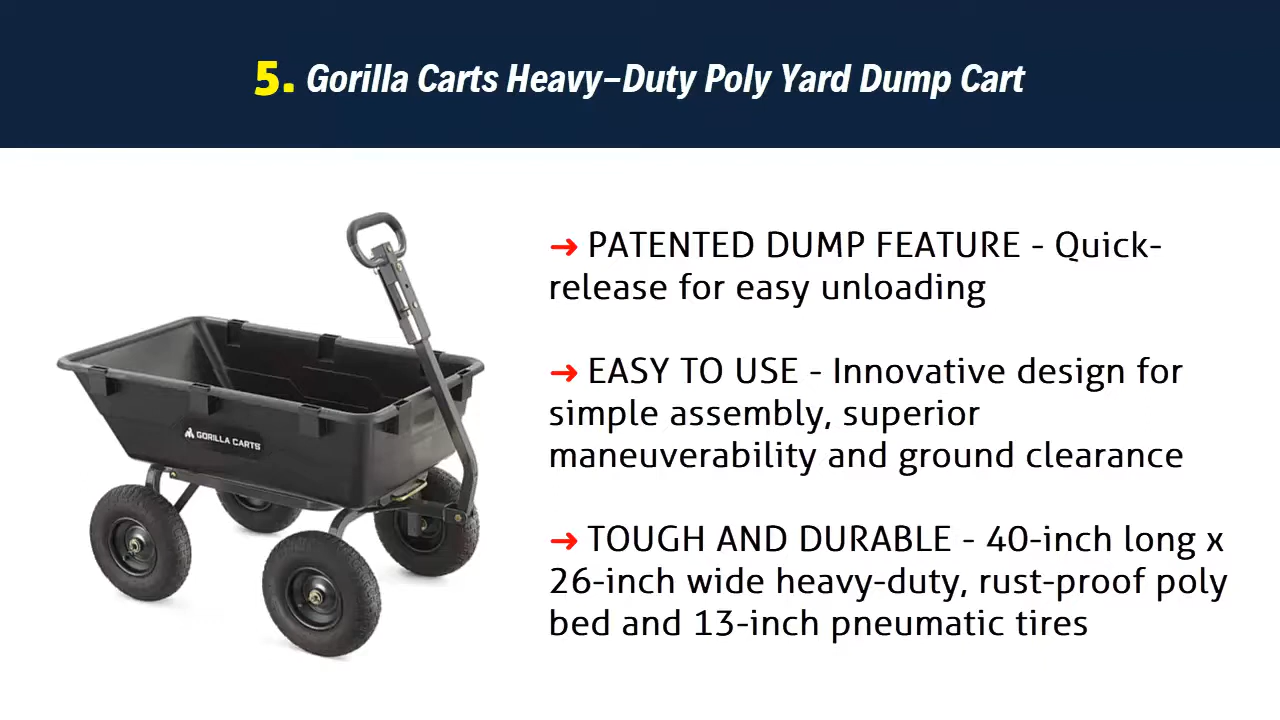 5. Gorilla Carts Heavy-Duty Poly Yard Dump Cart
➜ PATENTED DUMP FEATURE - Quick-
release for easy unloading
➜ EASY TO USE - Innovative design for
simple assembly, superior
maneuverability and ground clearance
➜ TOUGH AND DURABLE - 40-inch long x
26-inch wide heavy-duty, rust-proof poly
bed and 13-inch pneumatic tires
GORILLA CARTS